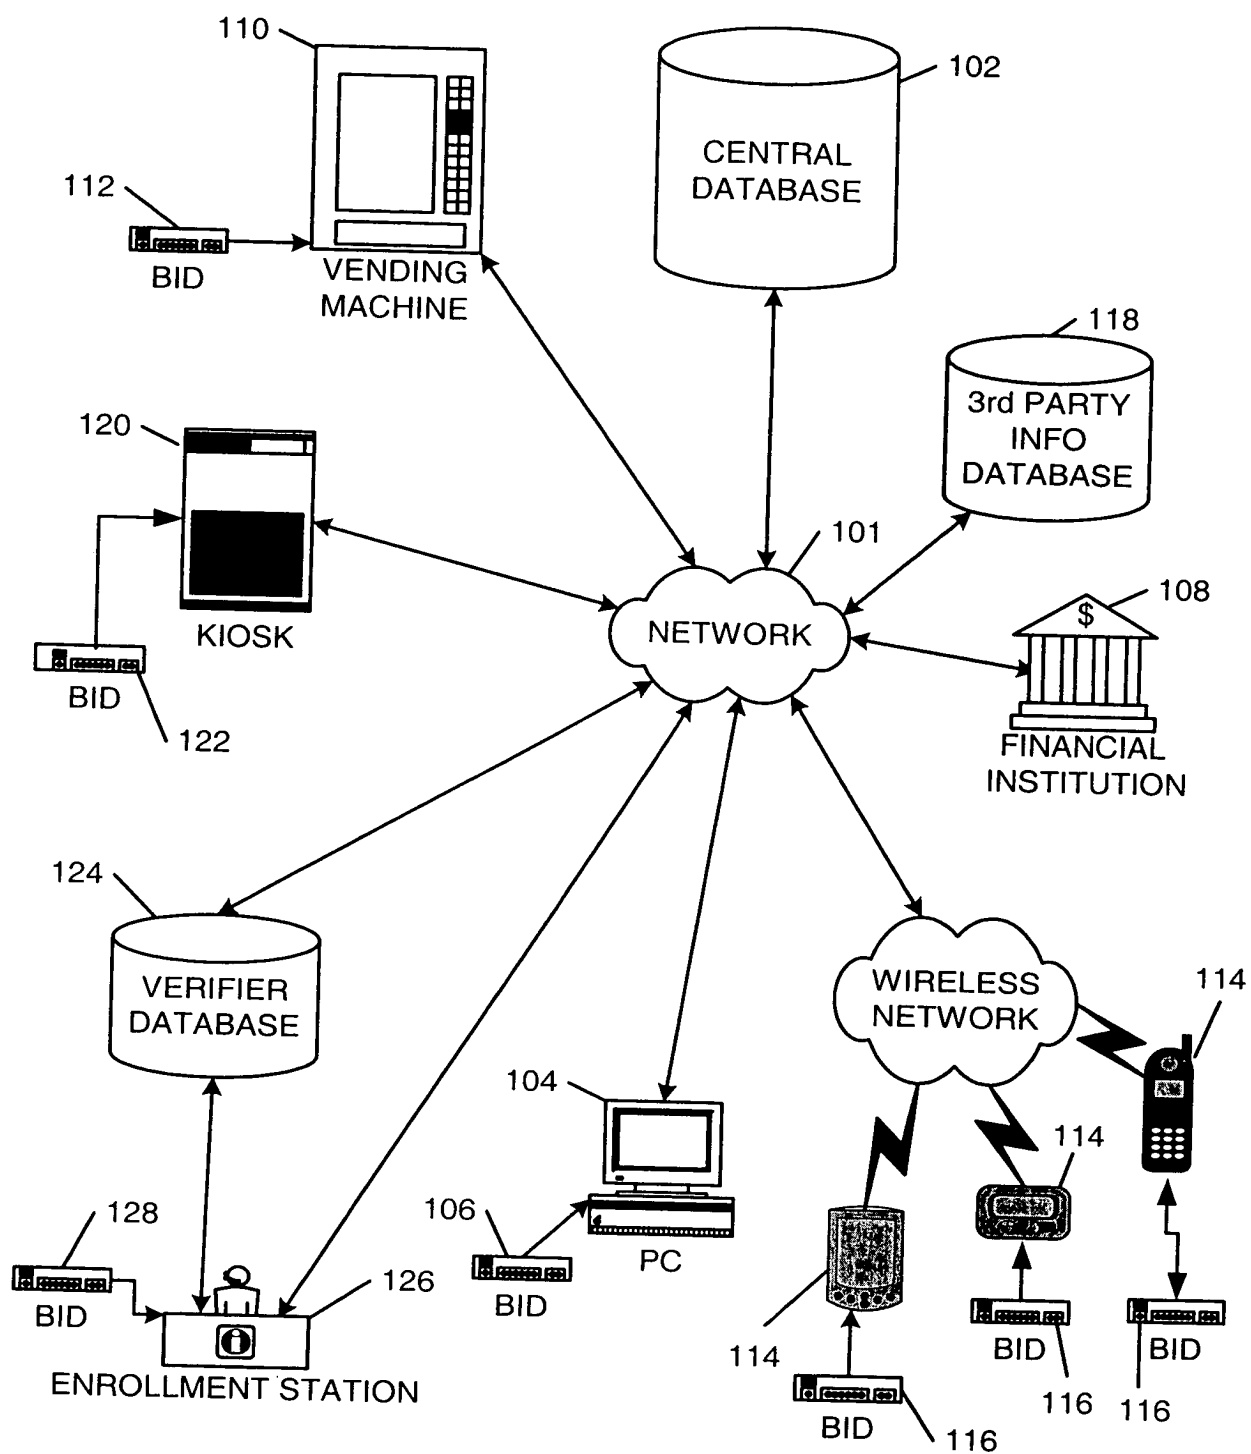 110
102
CENTRAL
DATABASE
112
BID
VENDING
MACHINE
118
3rd PARTY
INFO
DATABASE
120
101
108
$
NETWORK
KIOSK
BID
122
FINANCIAL
INSTITUTION
124
VERIFIER
DATABASE
WIRELESS
NETWORK
114
104
114
106
PC
128
BID
126
BID
i
114
BID
BID
ENROLLMENT STATION
116
116
BID
116